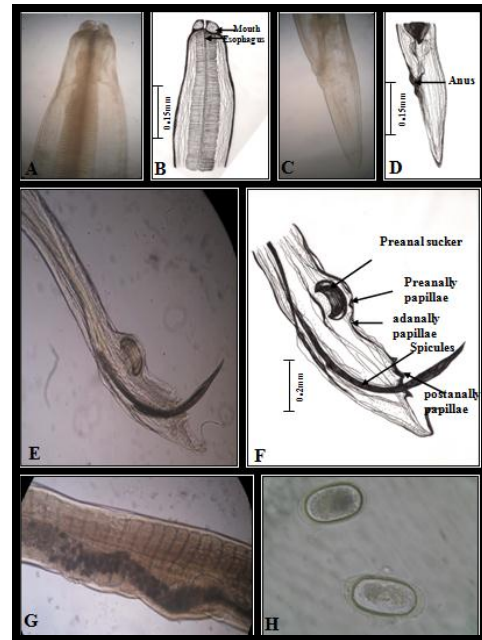 Mouth
Esophagus
0.15mm
A
B
C
Anus
0.15mm
D
Preanal sucker
Preanally
papillae
adanally
papillae
Spicules
postanally
papillae
0.2mm
E
F
G
H